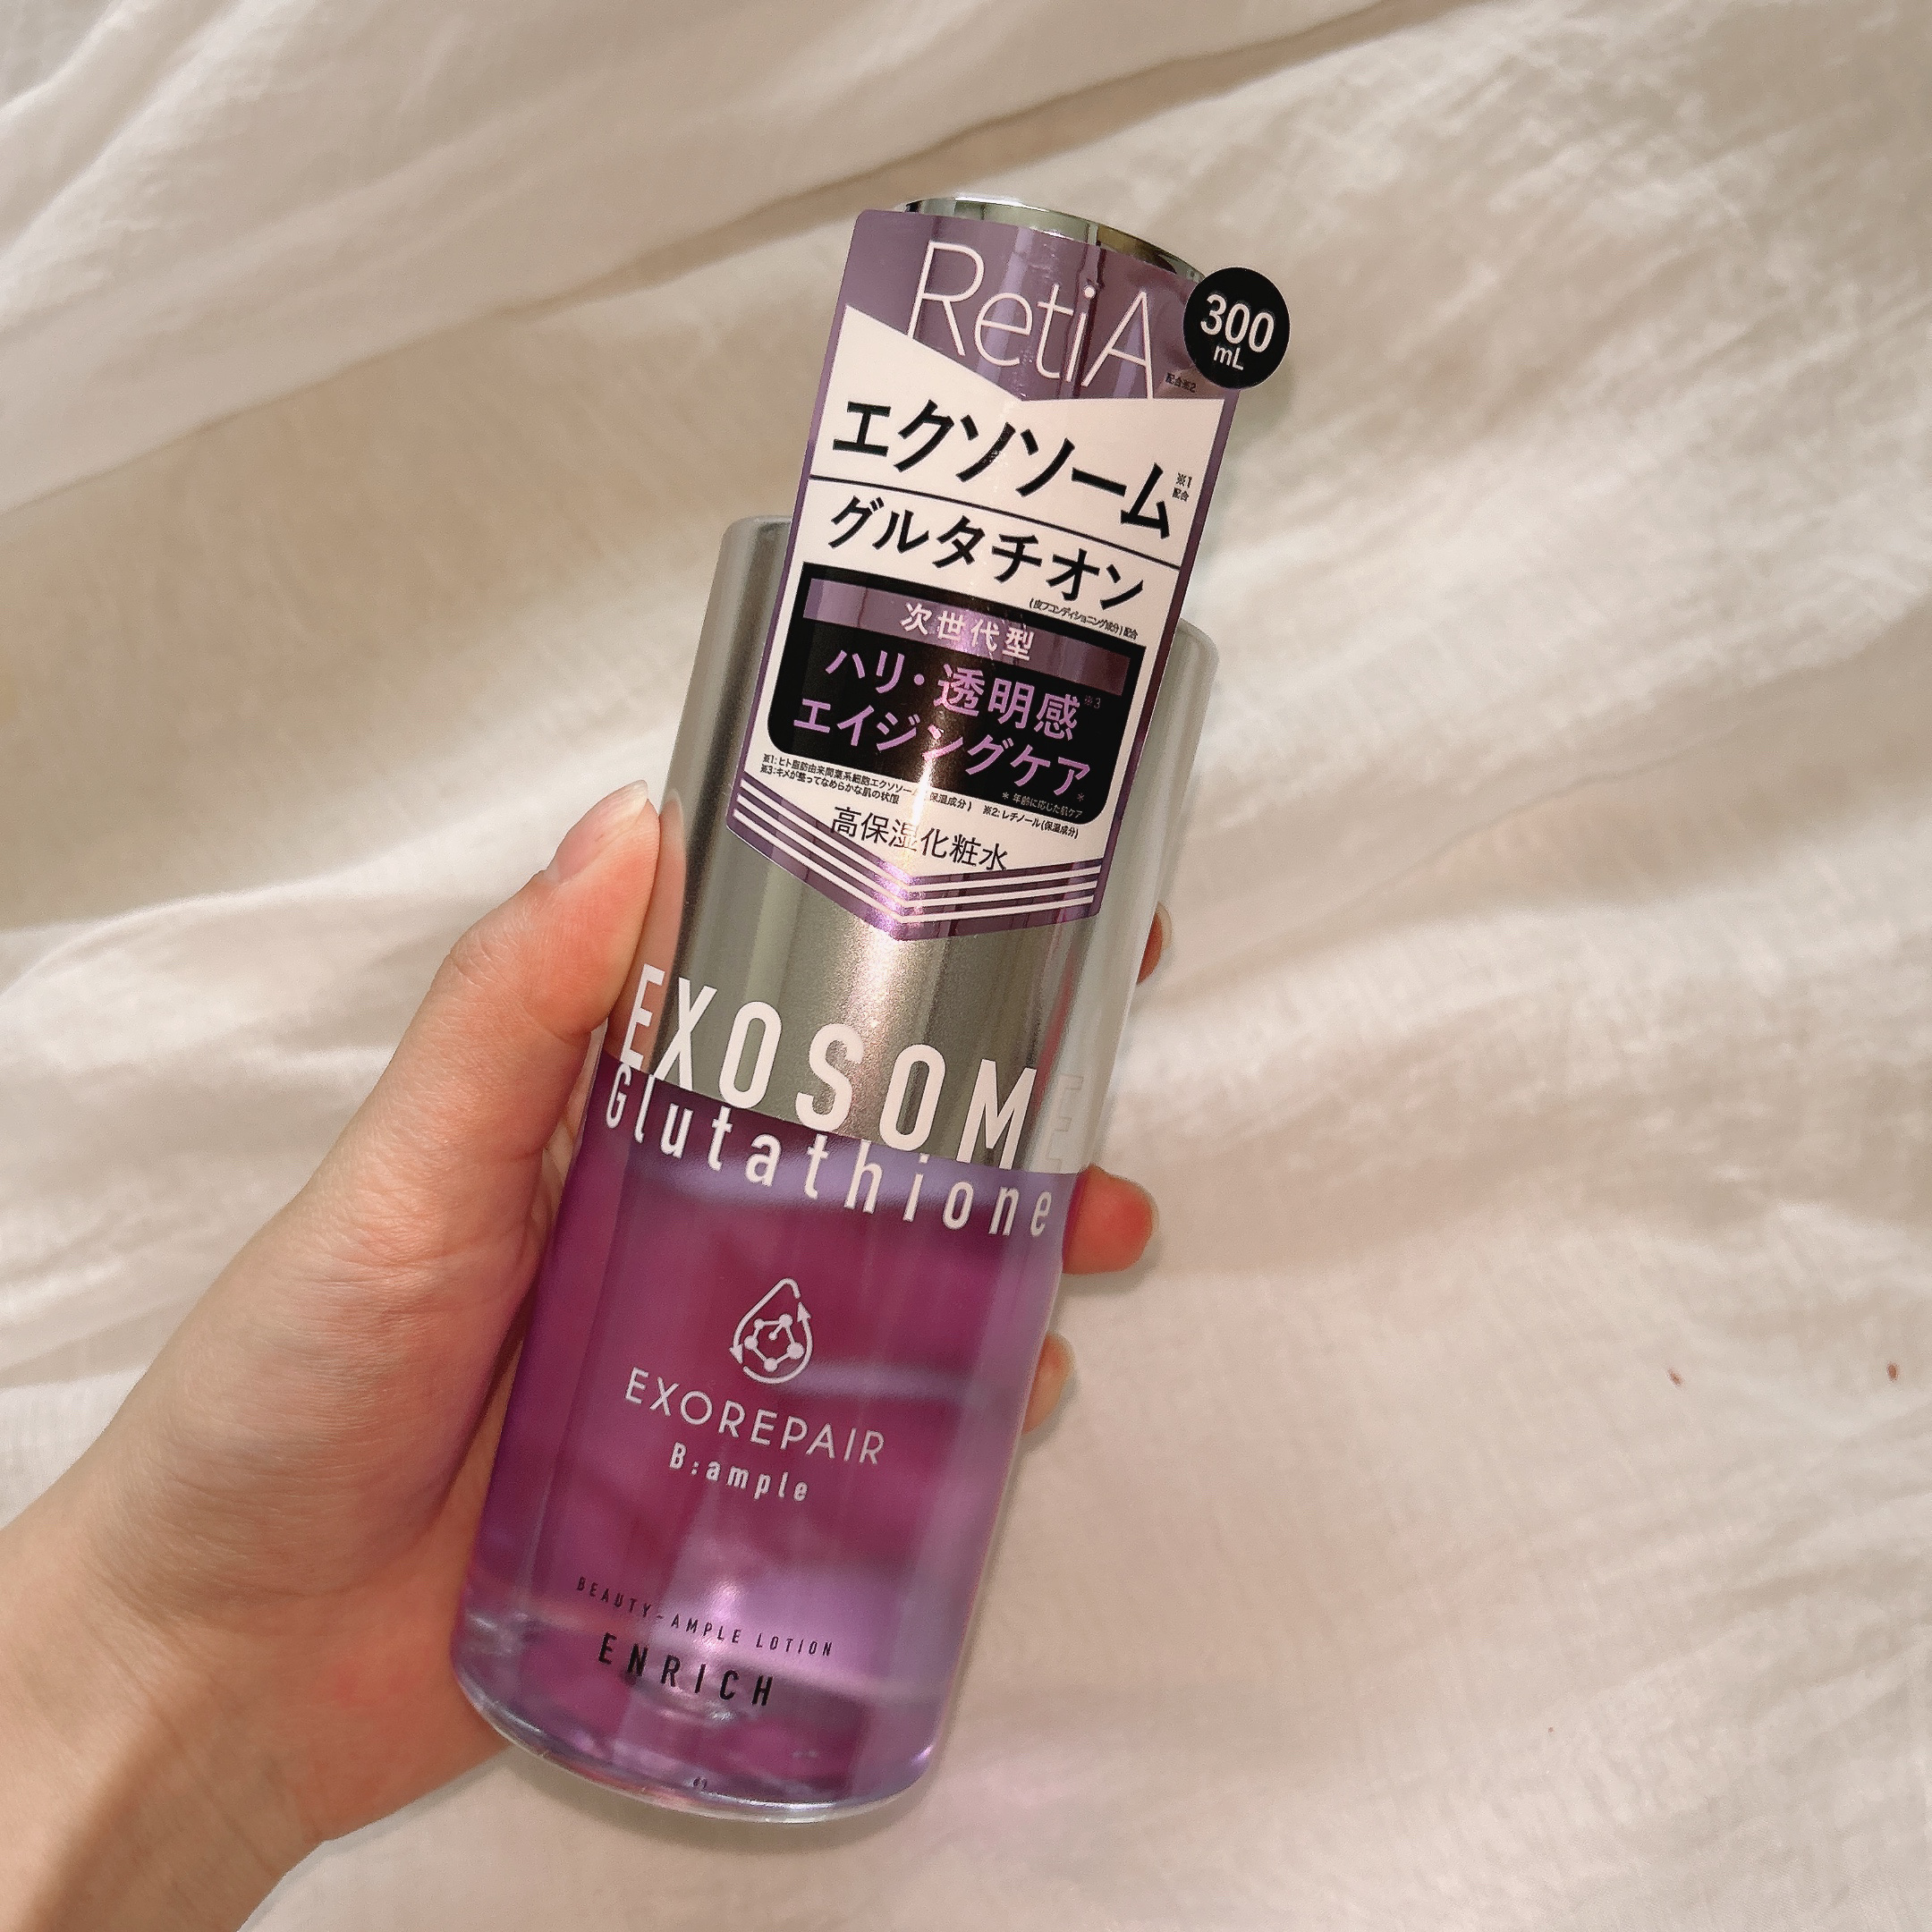 RetiA
配合※2
300
mL
エクソソーム※1
配合
グルタチオン
(皮フコンディショニング成分)配合
次世代型
ハリ・透明感※3
エイジングケア*
* 年齢に応じた肌ケア
※1:ヒト脂肪由来間葉系細胞エクソソーム(保湿成分) ※2:レチノール(保湿成分)
※3:キメが整ってなめらかな肌の状態
高保湿化粧水
EXOSOME
Glutathione
EXOREPAIR
B:ample
BEAUTY-AMPLE LOTION
ENRICH